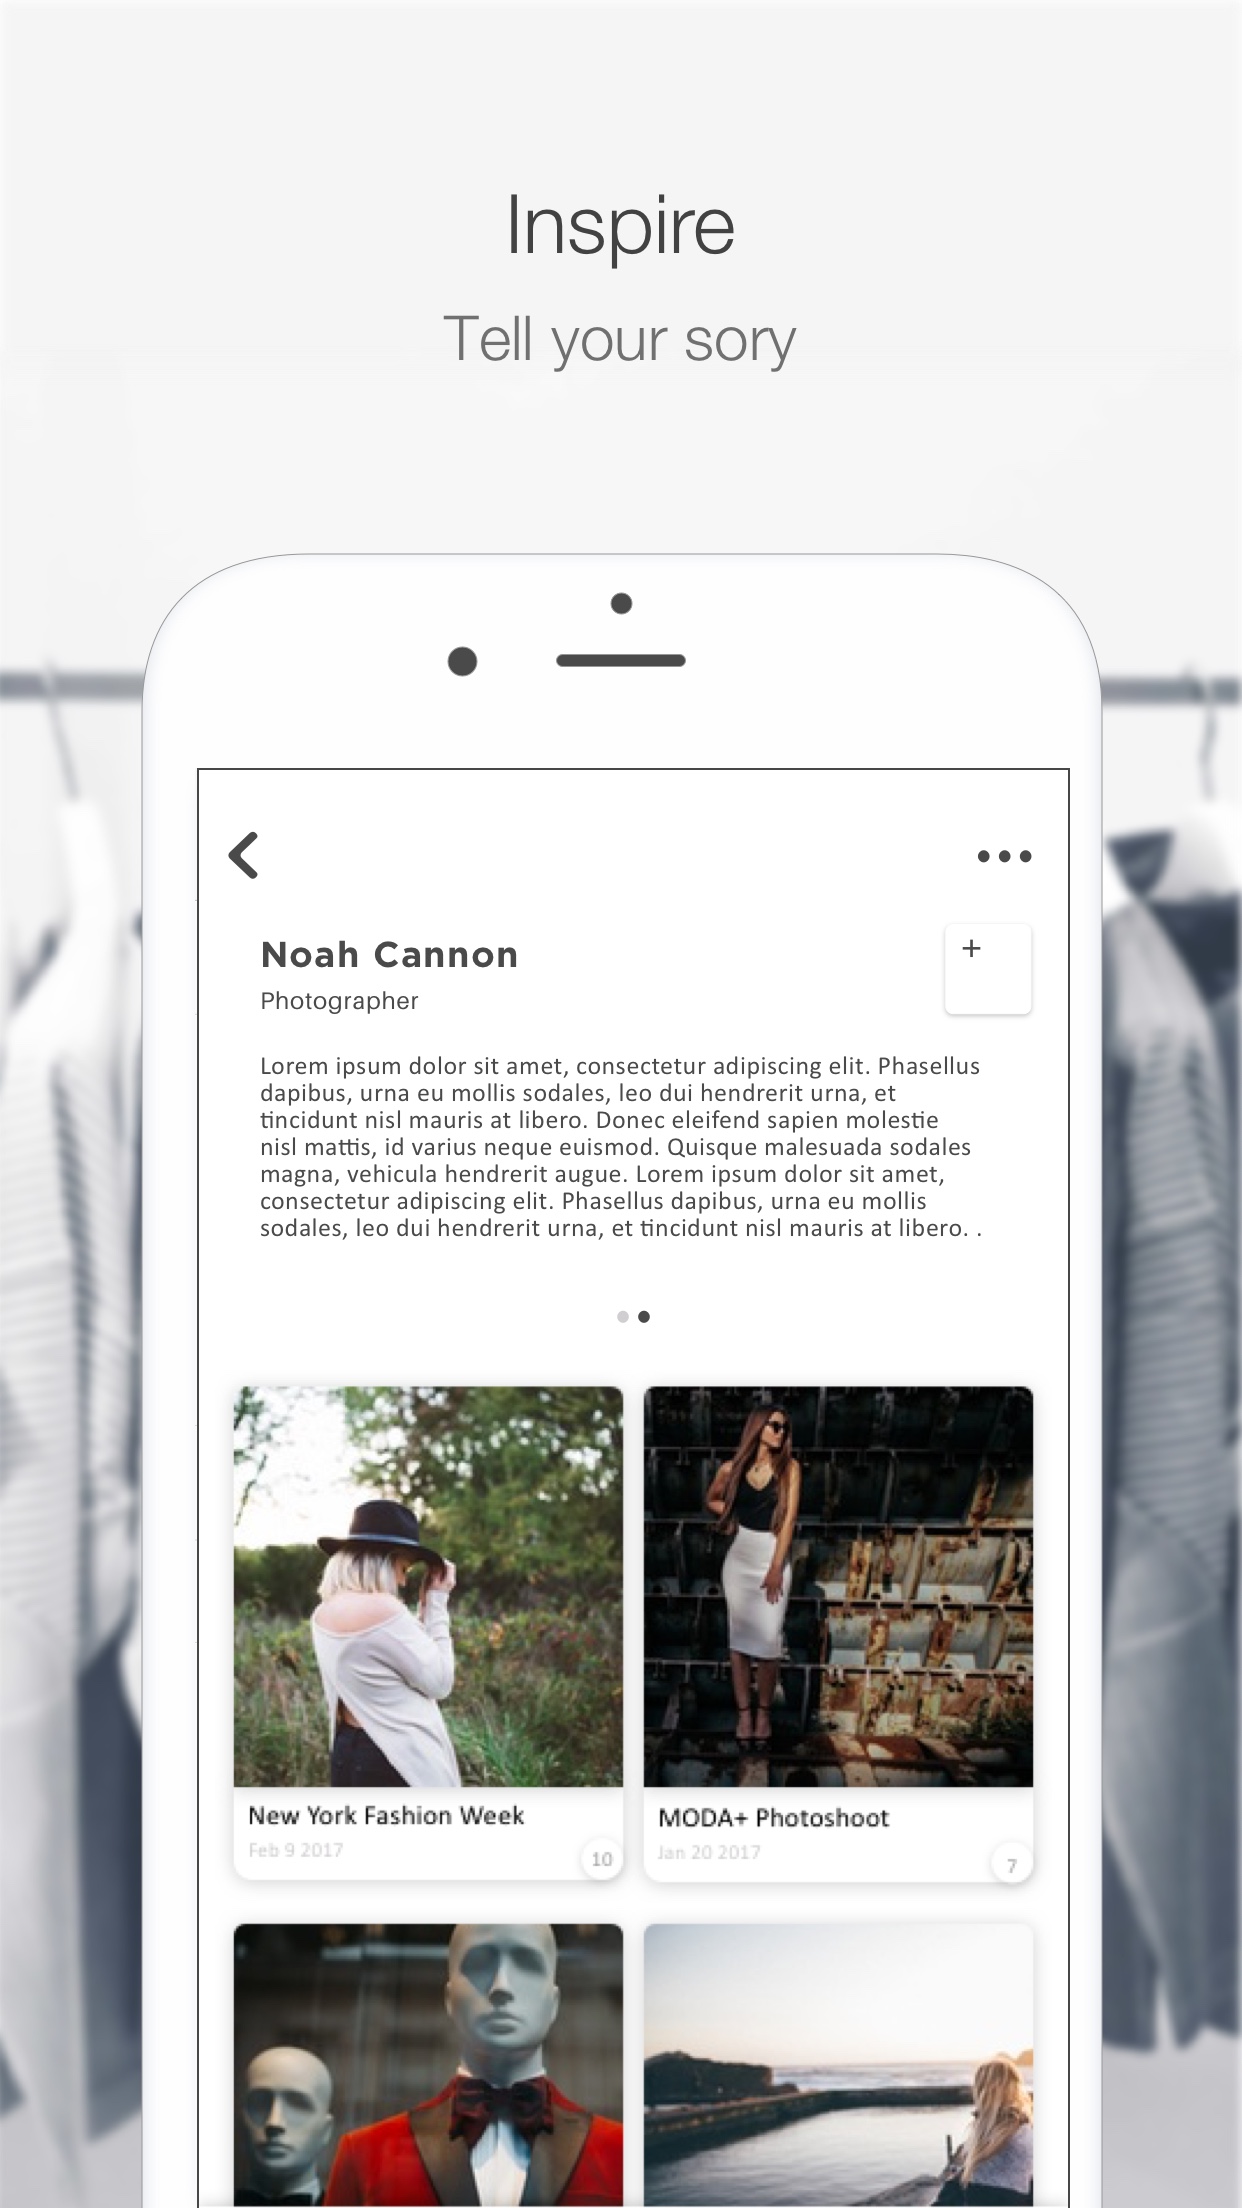 Inspire
Tell your sory
Noah Cannon
+
Photographer
Lorem ipsum dolor sit amet, consectetur adipiscing elit. Phasellus
dapibus, urna eu mollis sodales, leo dui hendrerit urna, et
tincidunt nisl mauris at libero. Donec eleifend sapien molestie
nisl mattis, id varius neque euismod. Quisque malesuada sodales
magna, vehicula hendrerit augue. Lorem ipsum dolor sit amet,
consectetur adipiscing elit. Phasellus dapibus, urna eu mollis
sodales, leo dui hendrerit urna, et tincidunt nisl mauris at libero. .
New York Fashion Week
Feb 9 2017
10
MODA+ Photoshoot
Jan 20 2017
7